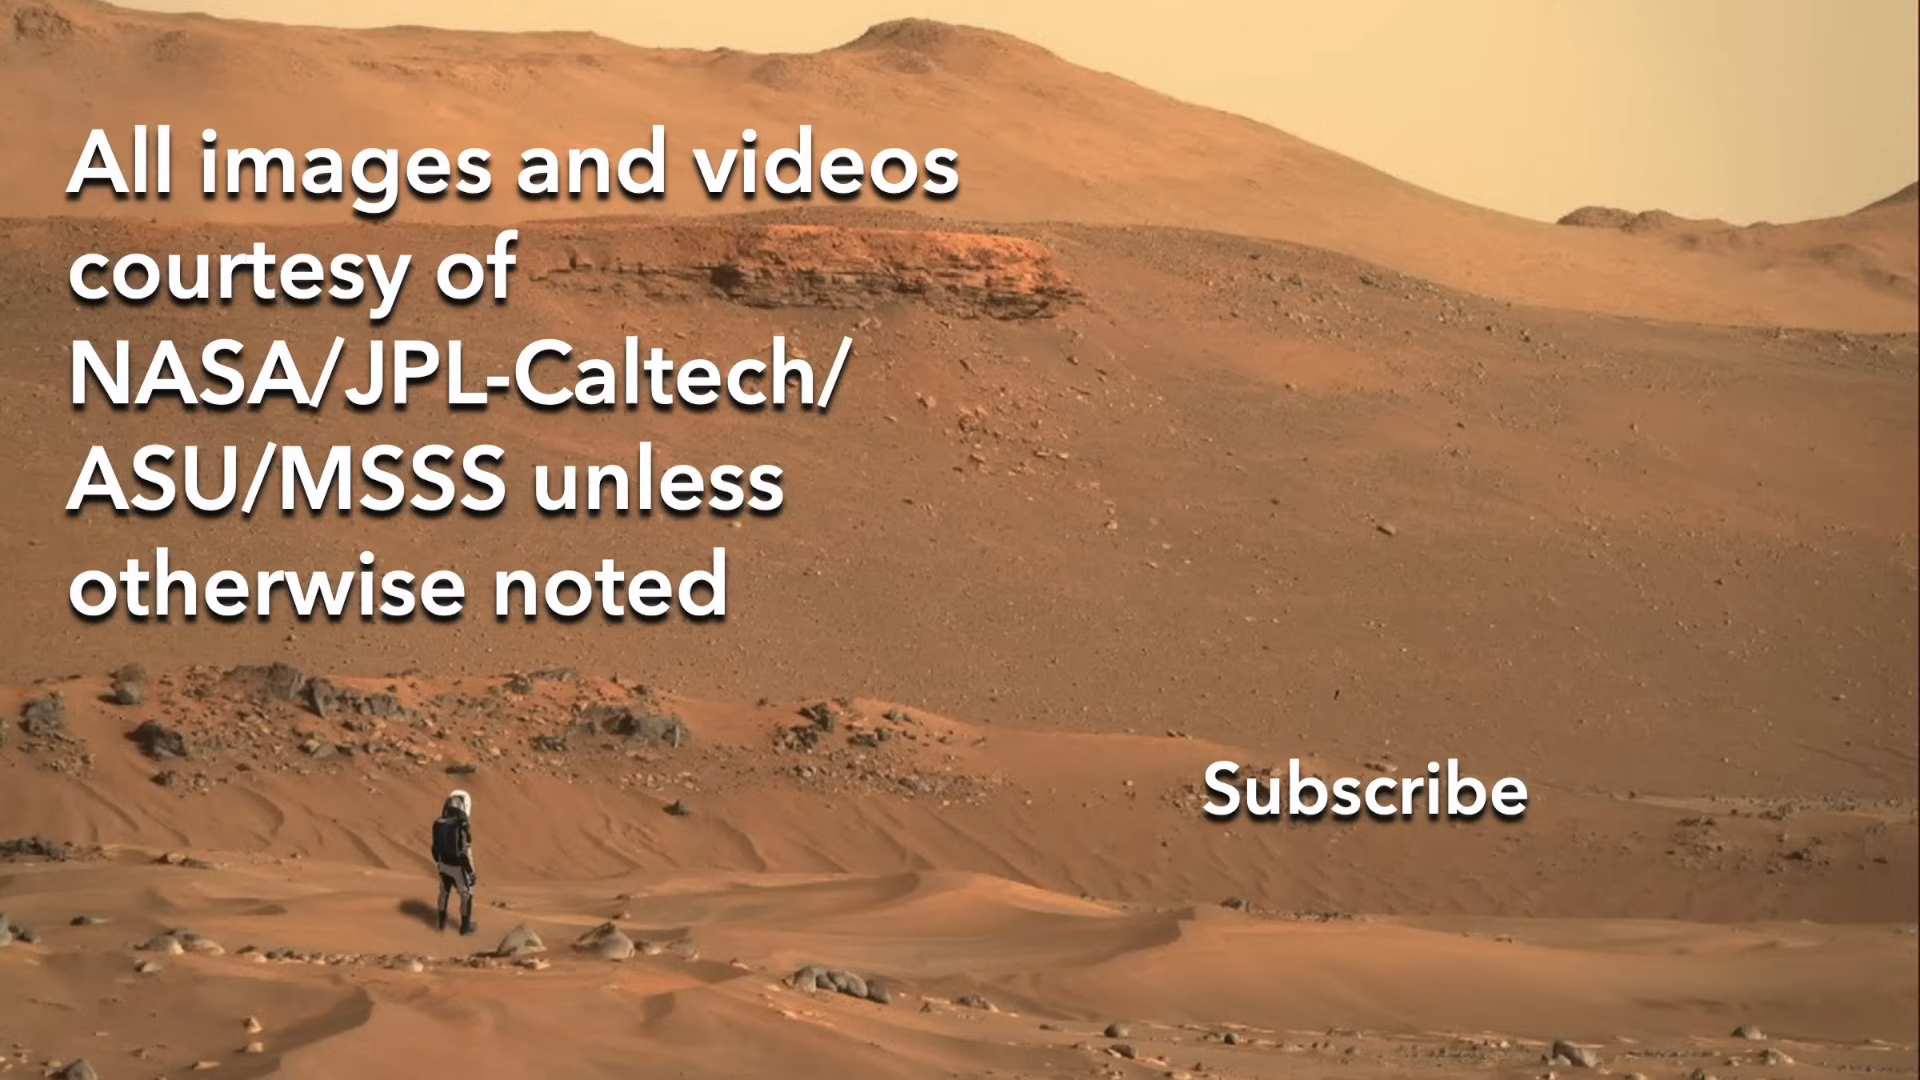 All images and videos
courtesy of
NASA/JPL-Caltech/
ASU/MSSS unless
otherwise noted
Subscribe